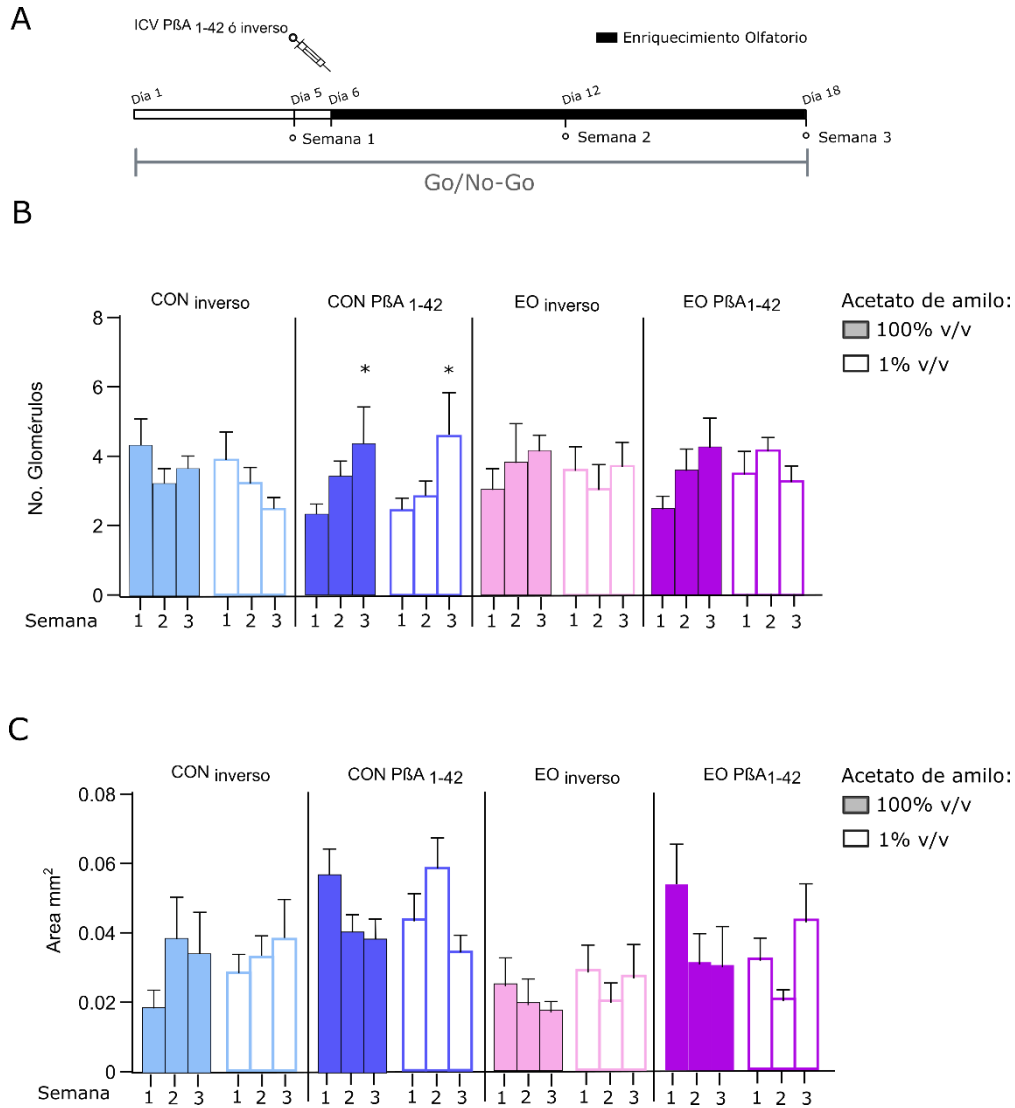 A
ICV PßA 1-42 ó inverso
Enriquecimiento Olfatorio
Día 1
Día 5
Día 6
Día 12
Día 18
Semana 1
Semana 2
Semana 3
Go/No-Go
B
CON inverso
CON PßA 1-42
EO inverso
EO PßA1-42
Acetato de amilo:
100% v/v
1% v/v
No. Glomérulos
8
6
4
2
0
* *
Semana
1 2 3 1 2 3 1 2 3 1 2 3 1 2 3 1 2 3 1 2 3 1 2 3
C
CON inverso
CON PßA 1-42
EO inverso
EO PßA1-42
Acetato de amilo:
100% v/v
1% v/v
Area mm²
0.08
0.06
0.04
0.02
0
Semana
1 2 3 1 2 3 1 2 3 1 2 3 1 2 3 1 2 3 1 2 3 1 2 3